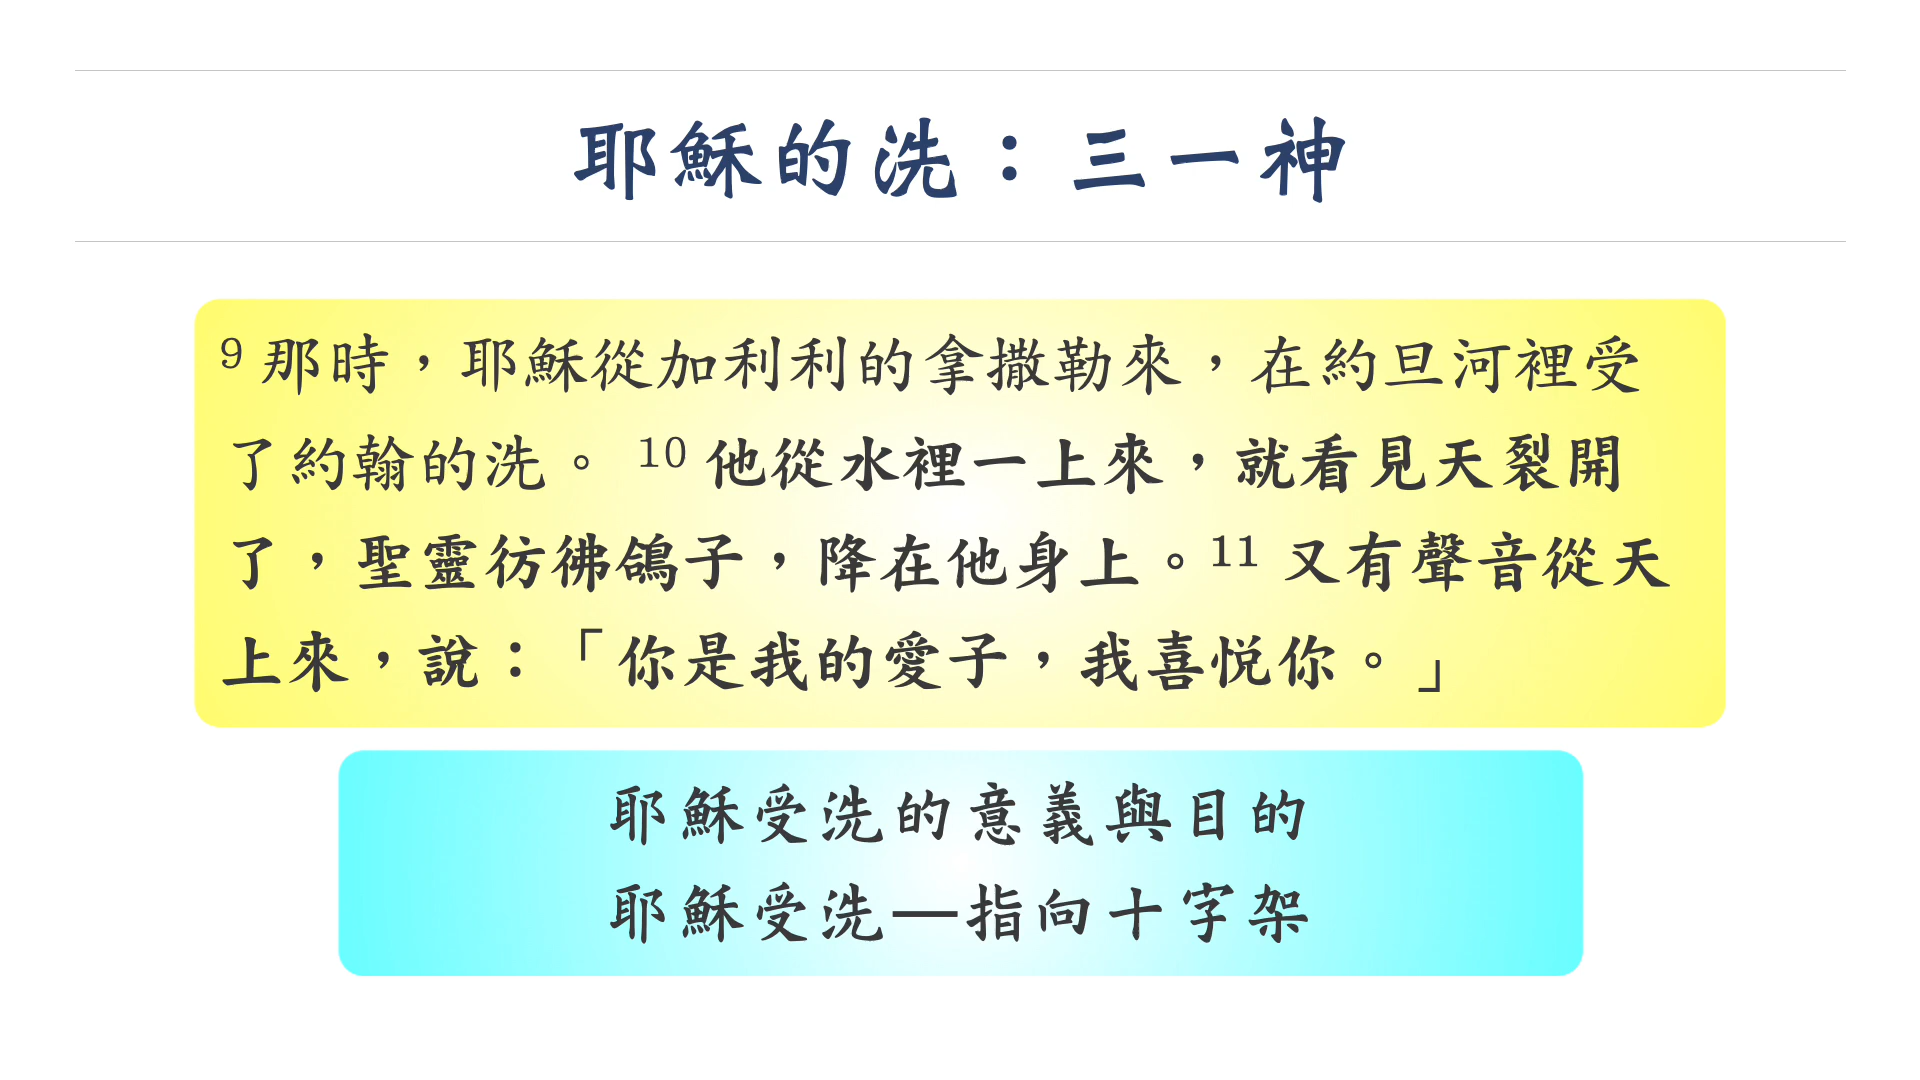 耶穌的洗：三一神
9 那時，耶穌從加利利的拿撒勒來，在約旦河裡受
了約翰的洗。 10 他從水裡一上來，就看見天裂開
了，聖靈彷彿鴿子，降在他身上。11 又有聲音從天
上來，說：「你是我的愛子，我喜悅你。」
耶穌受洗的意義與目的
耶穌受洗—指向十字架